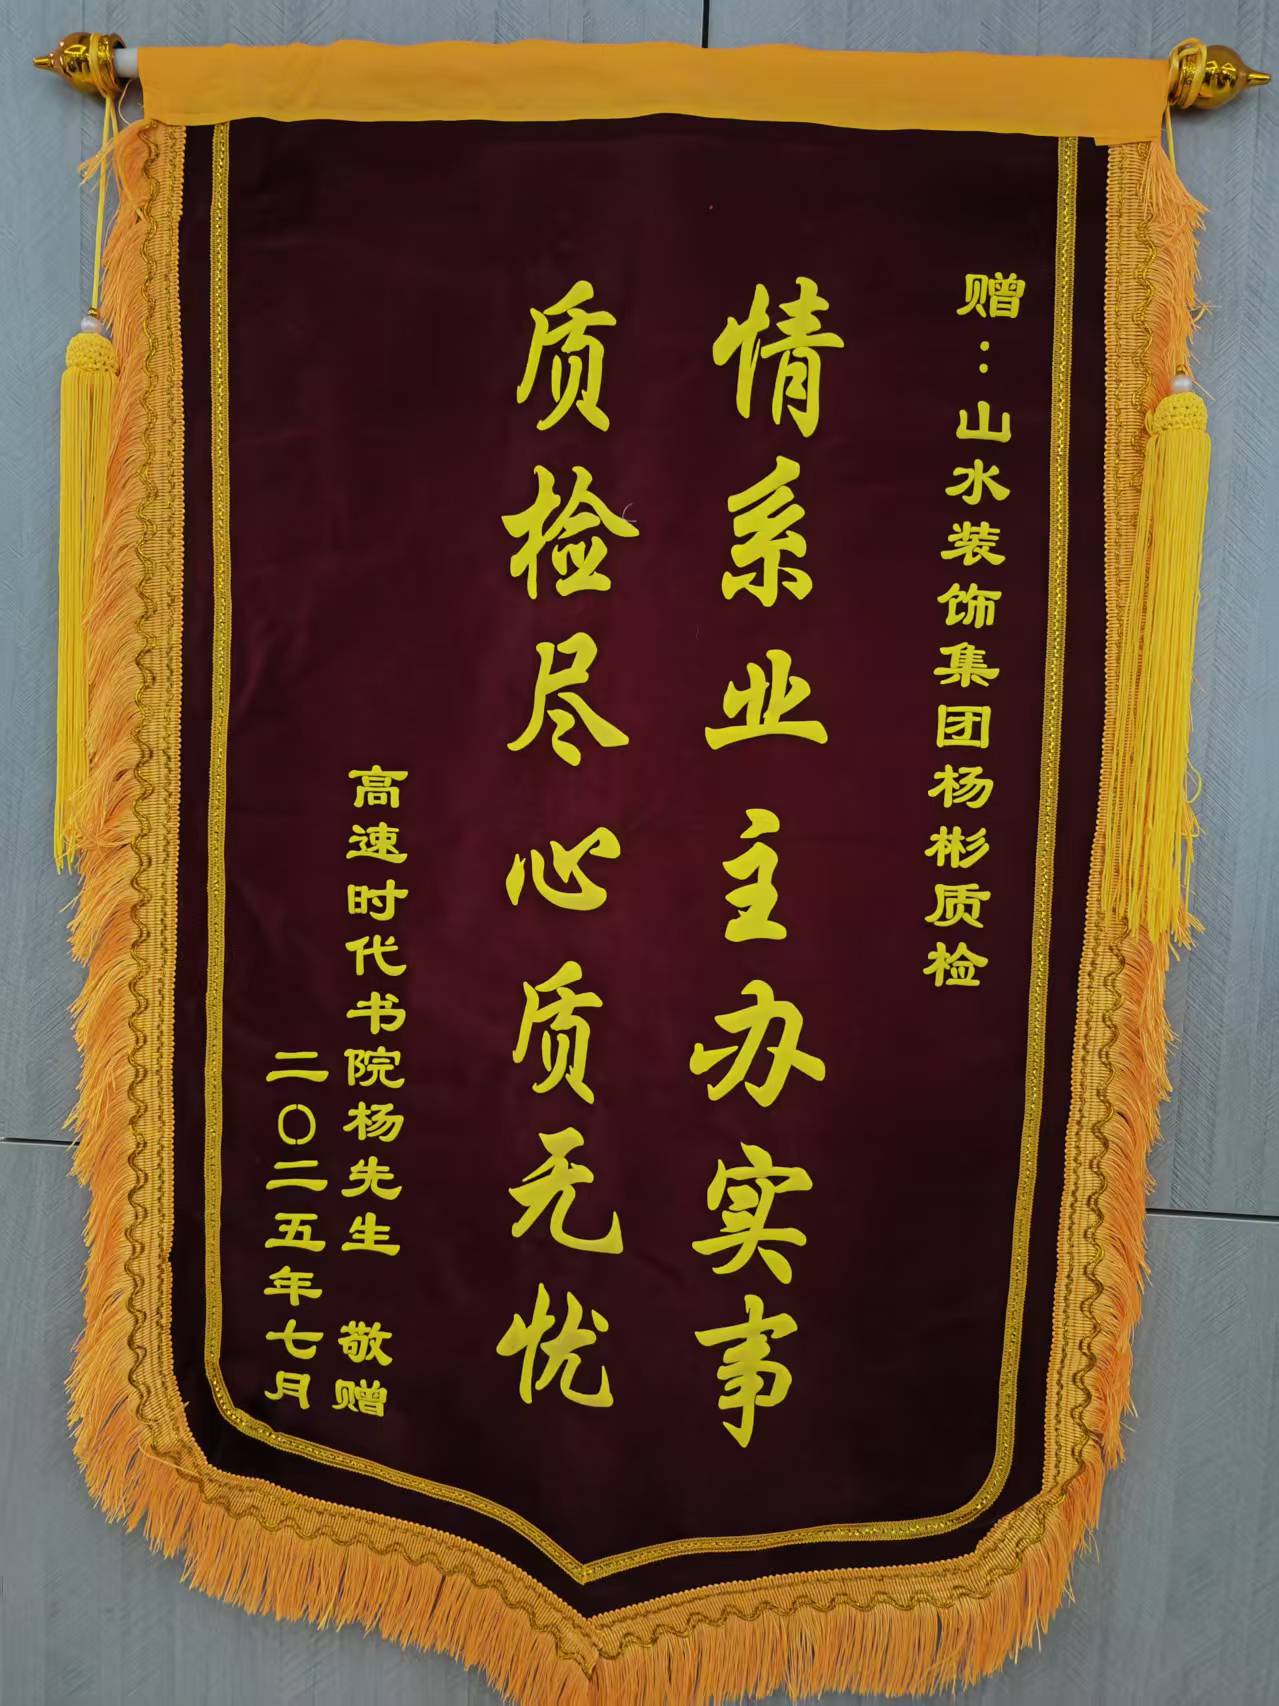 赠：山水装饰集团杨彬质检
情系业主办实事
质检尽心质无忧
高速时代书院杨先生 敬赠
二〇二五年七月